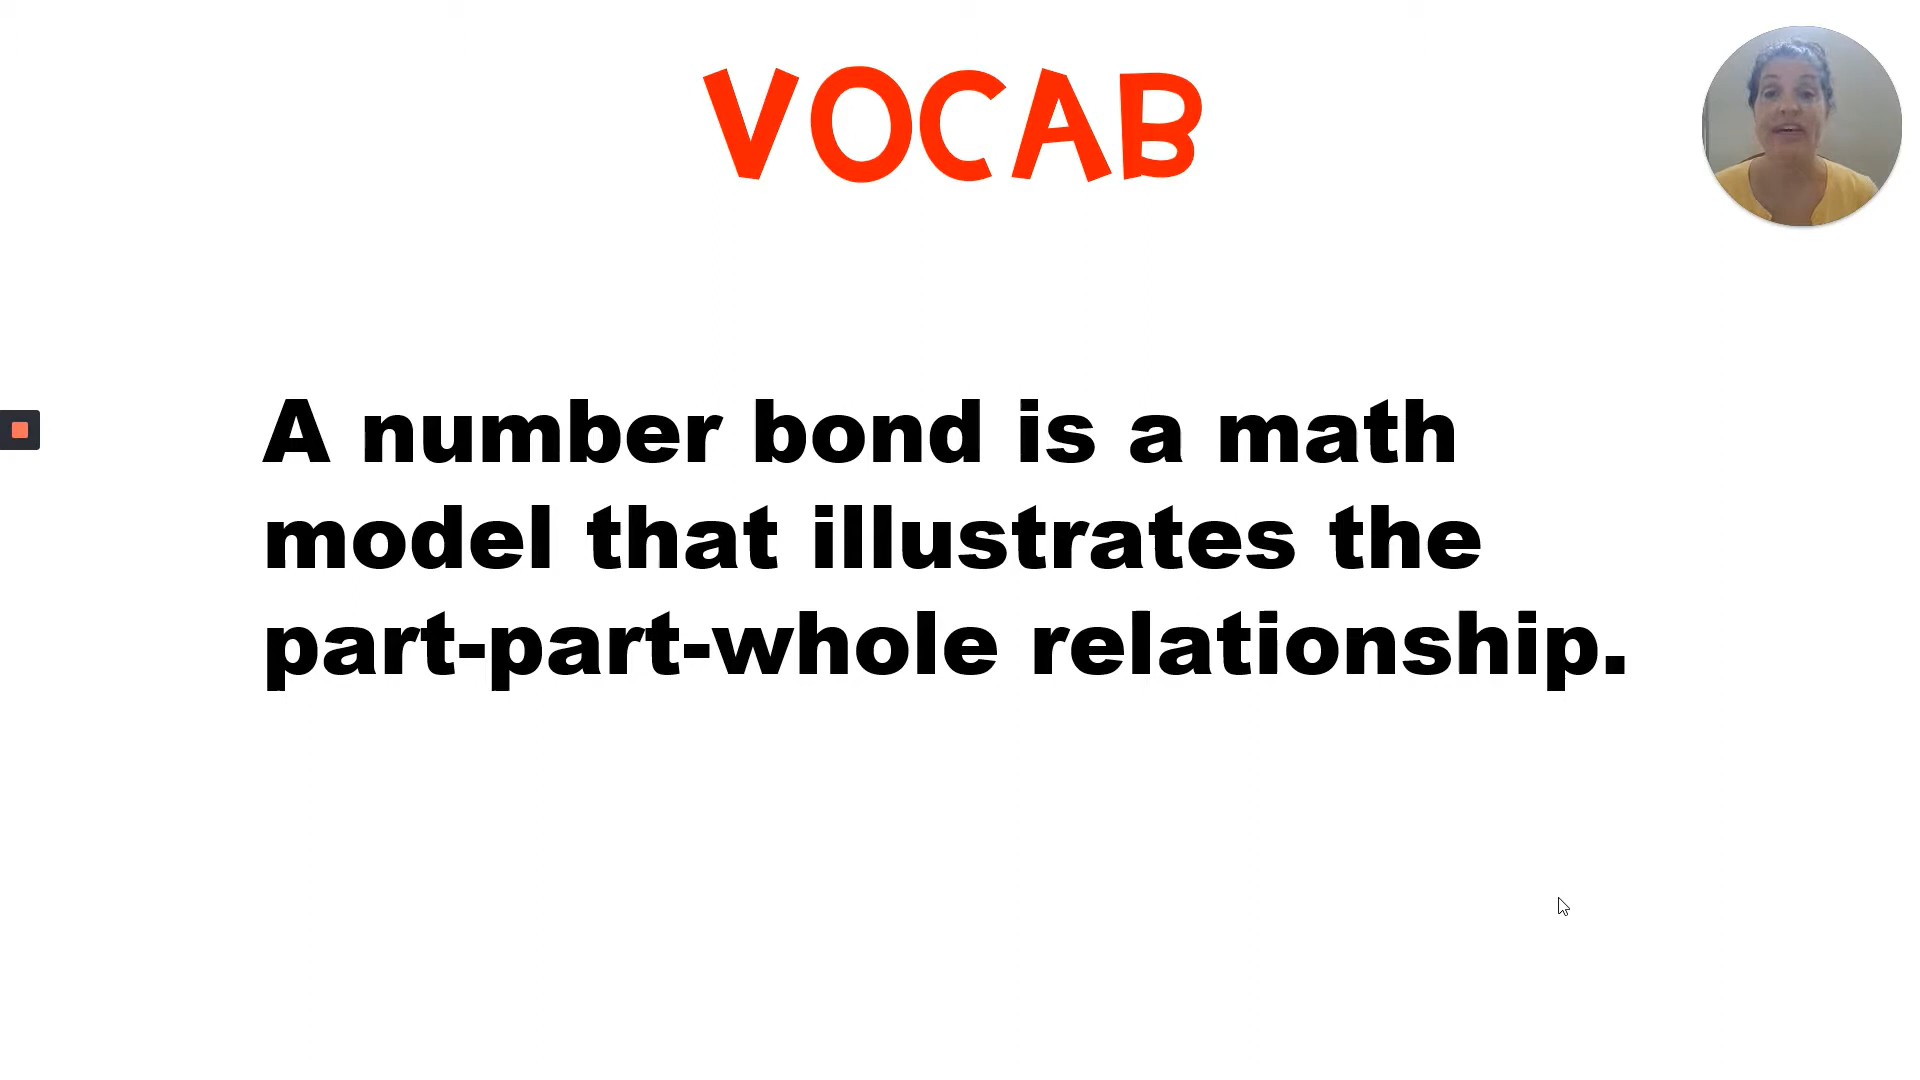 VOCAB
A number bond is a math
model that illustrates the
part-part-whole relationship.